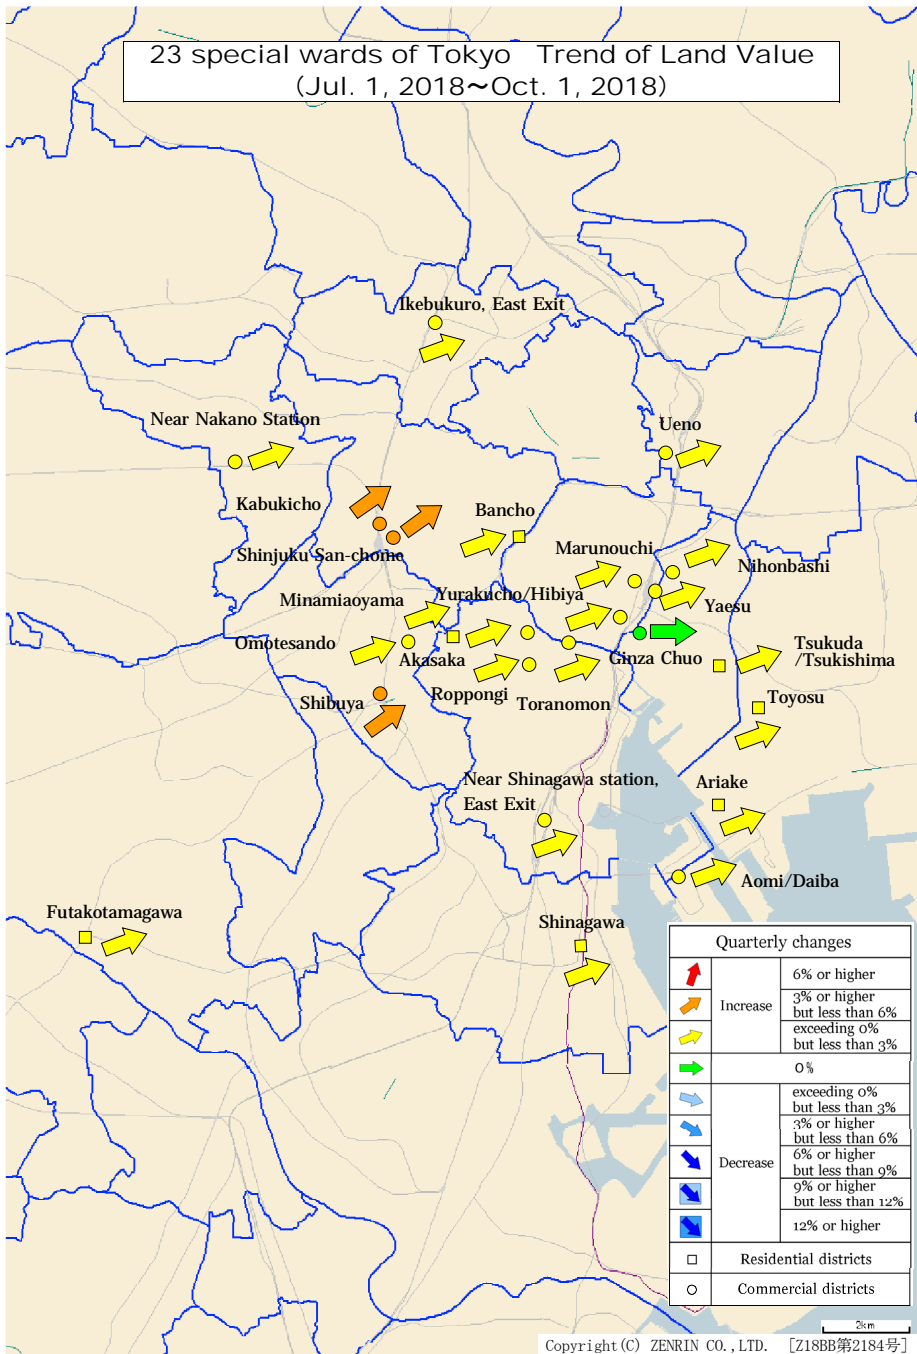 23 special wards of Tokyo Trend of Land Value
(Jul. 1, 2018～Oct. 1, 2018)
Ikebukuro, East Exit
Near Nakano Station
Ueno
Kabukicho
Bancho
Shinjuku San-chome
Marunouchi
Nihonbashi
Minamiaoyama
Yurakucho/Hibiya
Yaesu
Omotesando
Akasaka
Ginza Chuo
Tsukuda
/Tsukishima
Shibuya
Roppongi
Toranomon
Toyosu
Near Shinagawa station,
East Exit
Ariake
Aomi/Daiba
Futakotamagawa
Shinagawa
Quarterly changes
Increase
6% or higher
3% or higher
but less than 6%
exceeding 0%
but less than 3%
0%
Decrease
exceeding 0%
but less than 3%
3% or higher
but less than 6%
6% or higher
but less than 9%
9% or higher
but less than 12%
12% or higher
Residential districts
Commercial districts
2km
Copyright(C) ZENRIN CO.,LTD. [Z18BB第2184号]